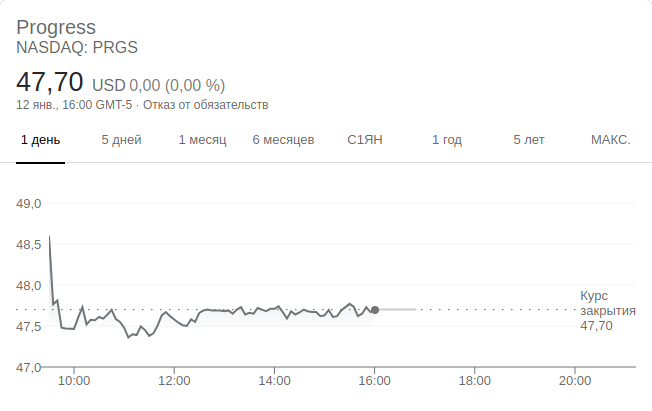 Progress
NASDAQ: PRGS
47,70 USD 0,00 (0,00 %)
12 янв., 16:00 GMT-5 · Отказ от обязательств
1 день 5 дней 1 месяц 6 месяцев С1ЯН 1 год 5 лет МАКС.
49,0
48,5
48,0
Курс
закрытия
47,70
47,5
47,0
10:00 12:00 14:00 16:00 18:00 20:00